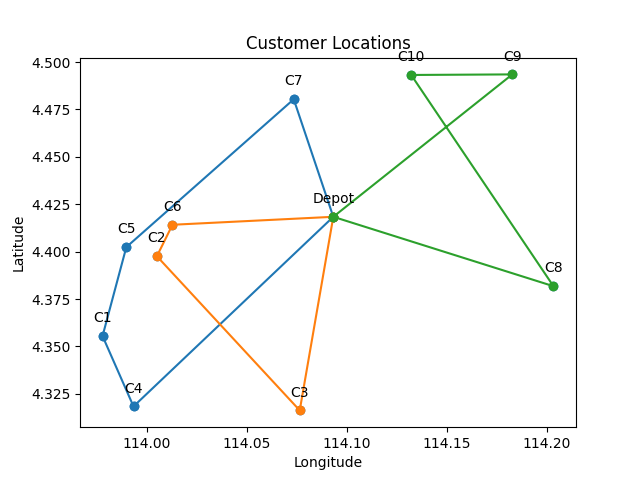 Customer Locations
C10
C9
C7
C6
Depot
C5
C2
C8
C1
C4
C3
4.500
4.475
4.450
4.425
4.400
4.375
4.350
4.325
Latitude
114.00
114.05
114.10
114.15
114.20
Longitude